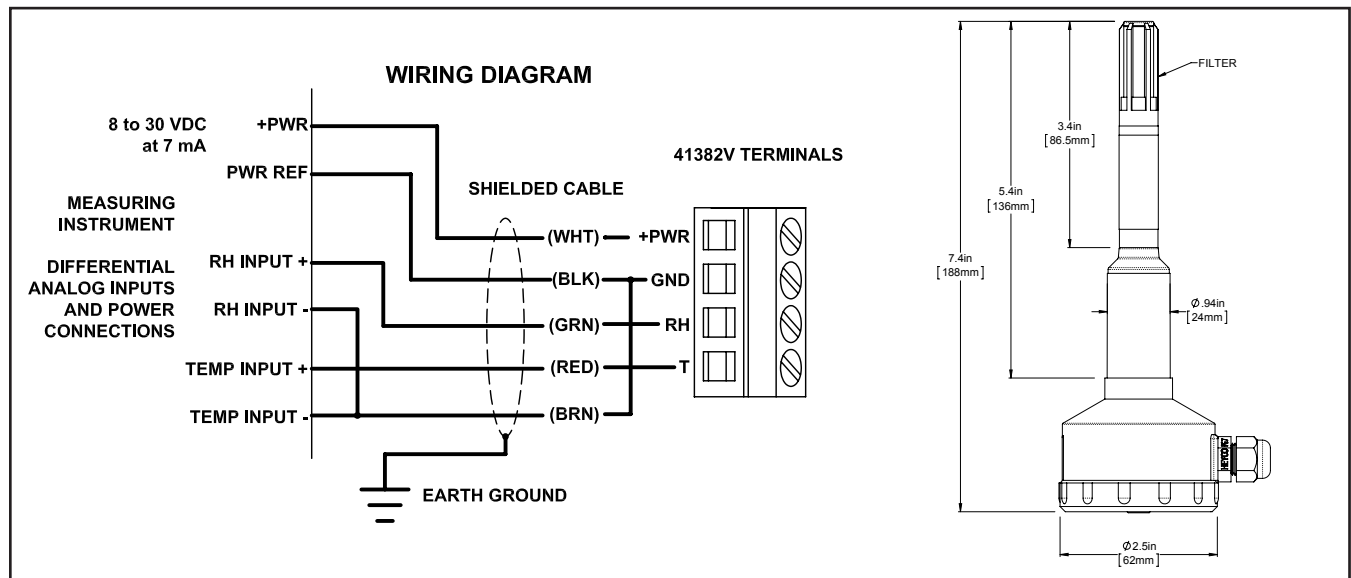 WIRING DIAGRAM
8 to 30 VDC
at 7 mA
+PWR
PWR REF
MEASURING
INSTRUMENT
DIFFERENTIAL
ANALOG INPUTS
AND POWER
CONNECTIONS
RH INPUT +
RH INPUT -
TEMP INPUT +
TEMP INPUT -
SHIELDED CABLE
(WHT)
(BLK)
(GRN)
(RED)
(BRN)
EARTH GROUND
41382V TERMINALS
+PWR
GND
RH
T
FILTER
3.4in
[86.5mm]
5.4in
[136mm]
7.4in
[188mm]
Ø.94in
[24mm]
HEYCO
Ø2.5in
[62mm]